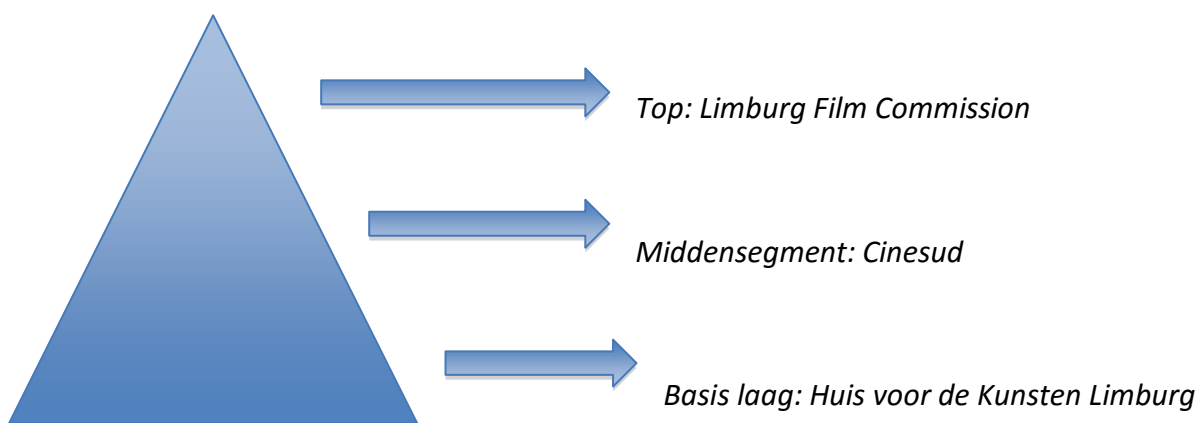 Top: Limburg Film Commission
Middensegment: Cinesud
Basis laag: Huis voor de Kunsten Limburg